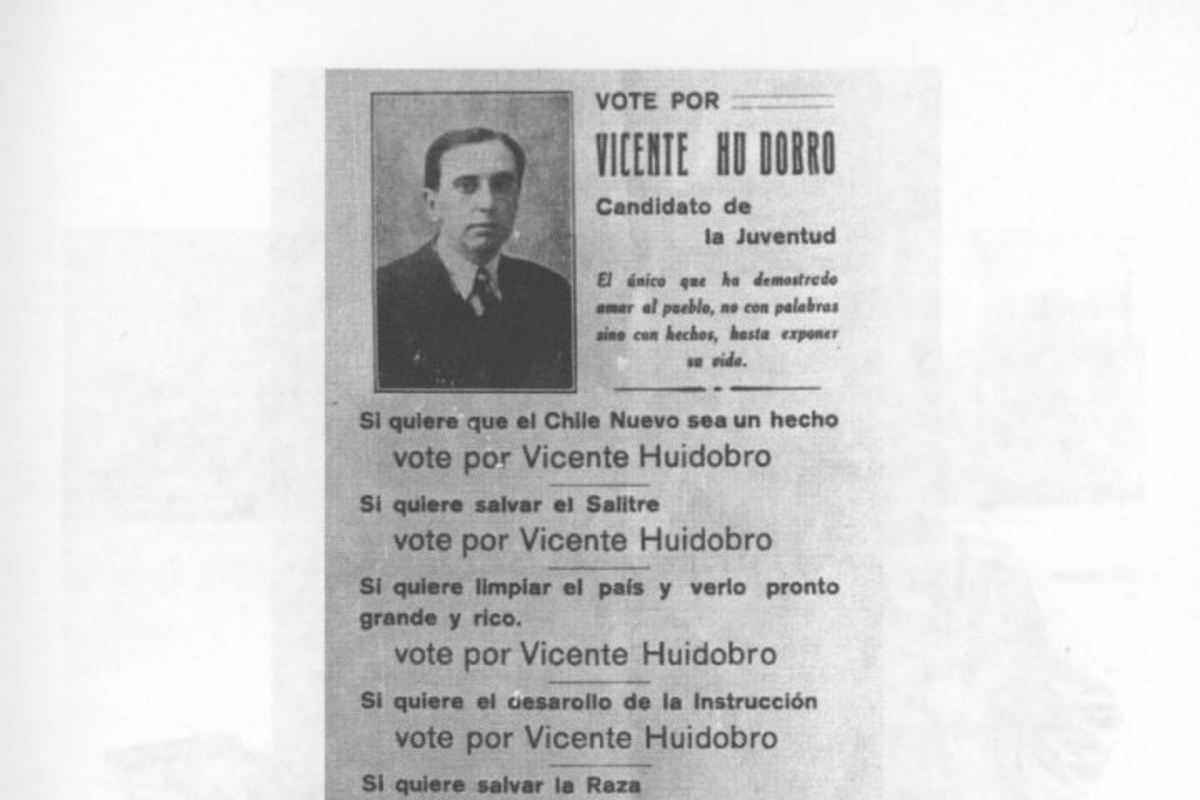 VOTE POR
VICENTE HU DOBRO
Candidato de
la Juventud
El único que ha demostrado
amar al pueblo, no con palabras
sino con hechos, hasta exponer
su vida.
Si quiere que el Chile Nuevo sea un hecho
vote por Vicente Huidobro
Si quiere salvar el Salitre
vote por Vicente Huidobro
Si quiere limpiar el país y verlo pronto
grande y rico.
vote por Vicente Huidobro
Si quiere el desarollo de la Instrucción
vote por Vicente Huidobro
Si quiere salvar la Raza